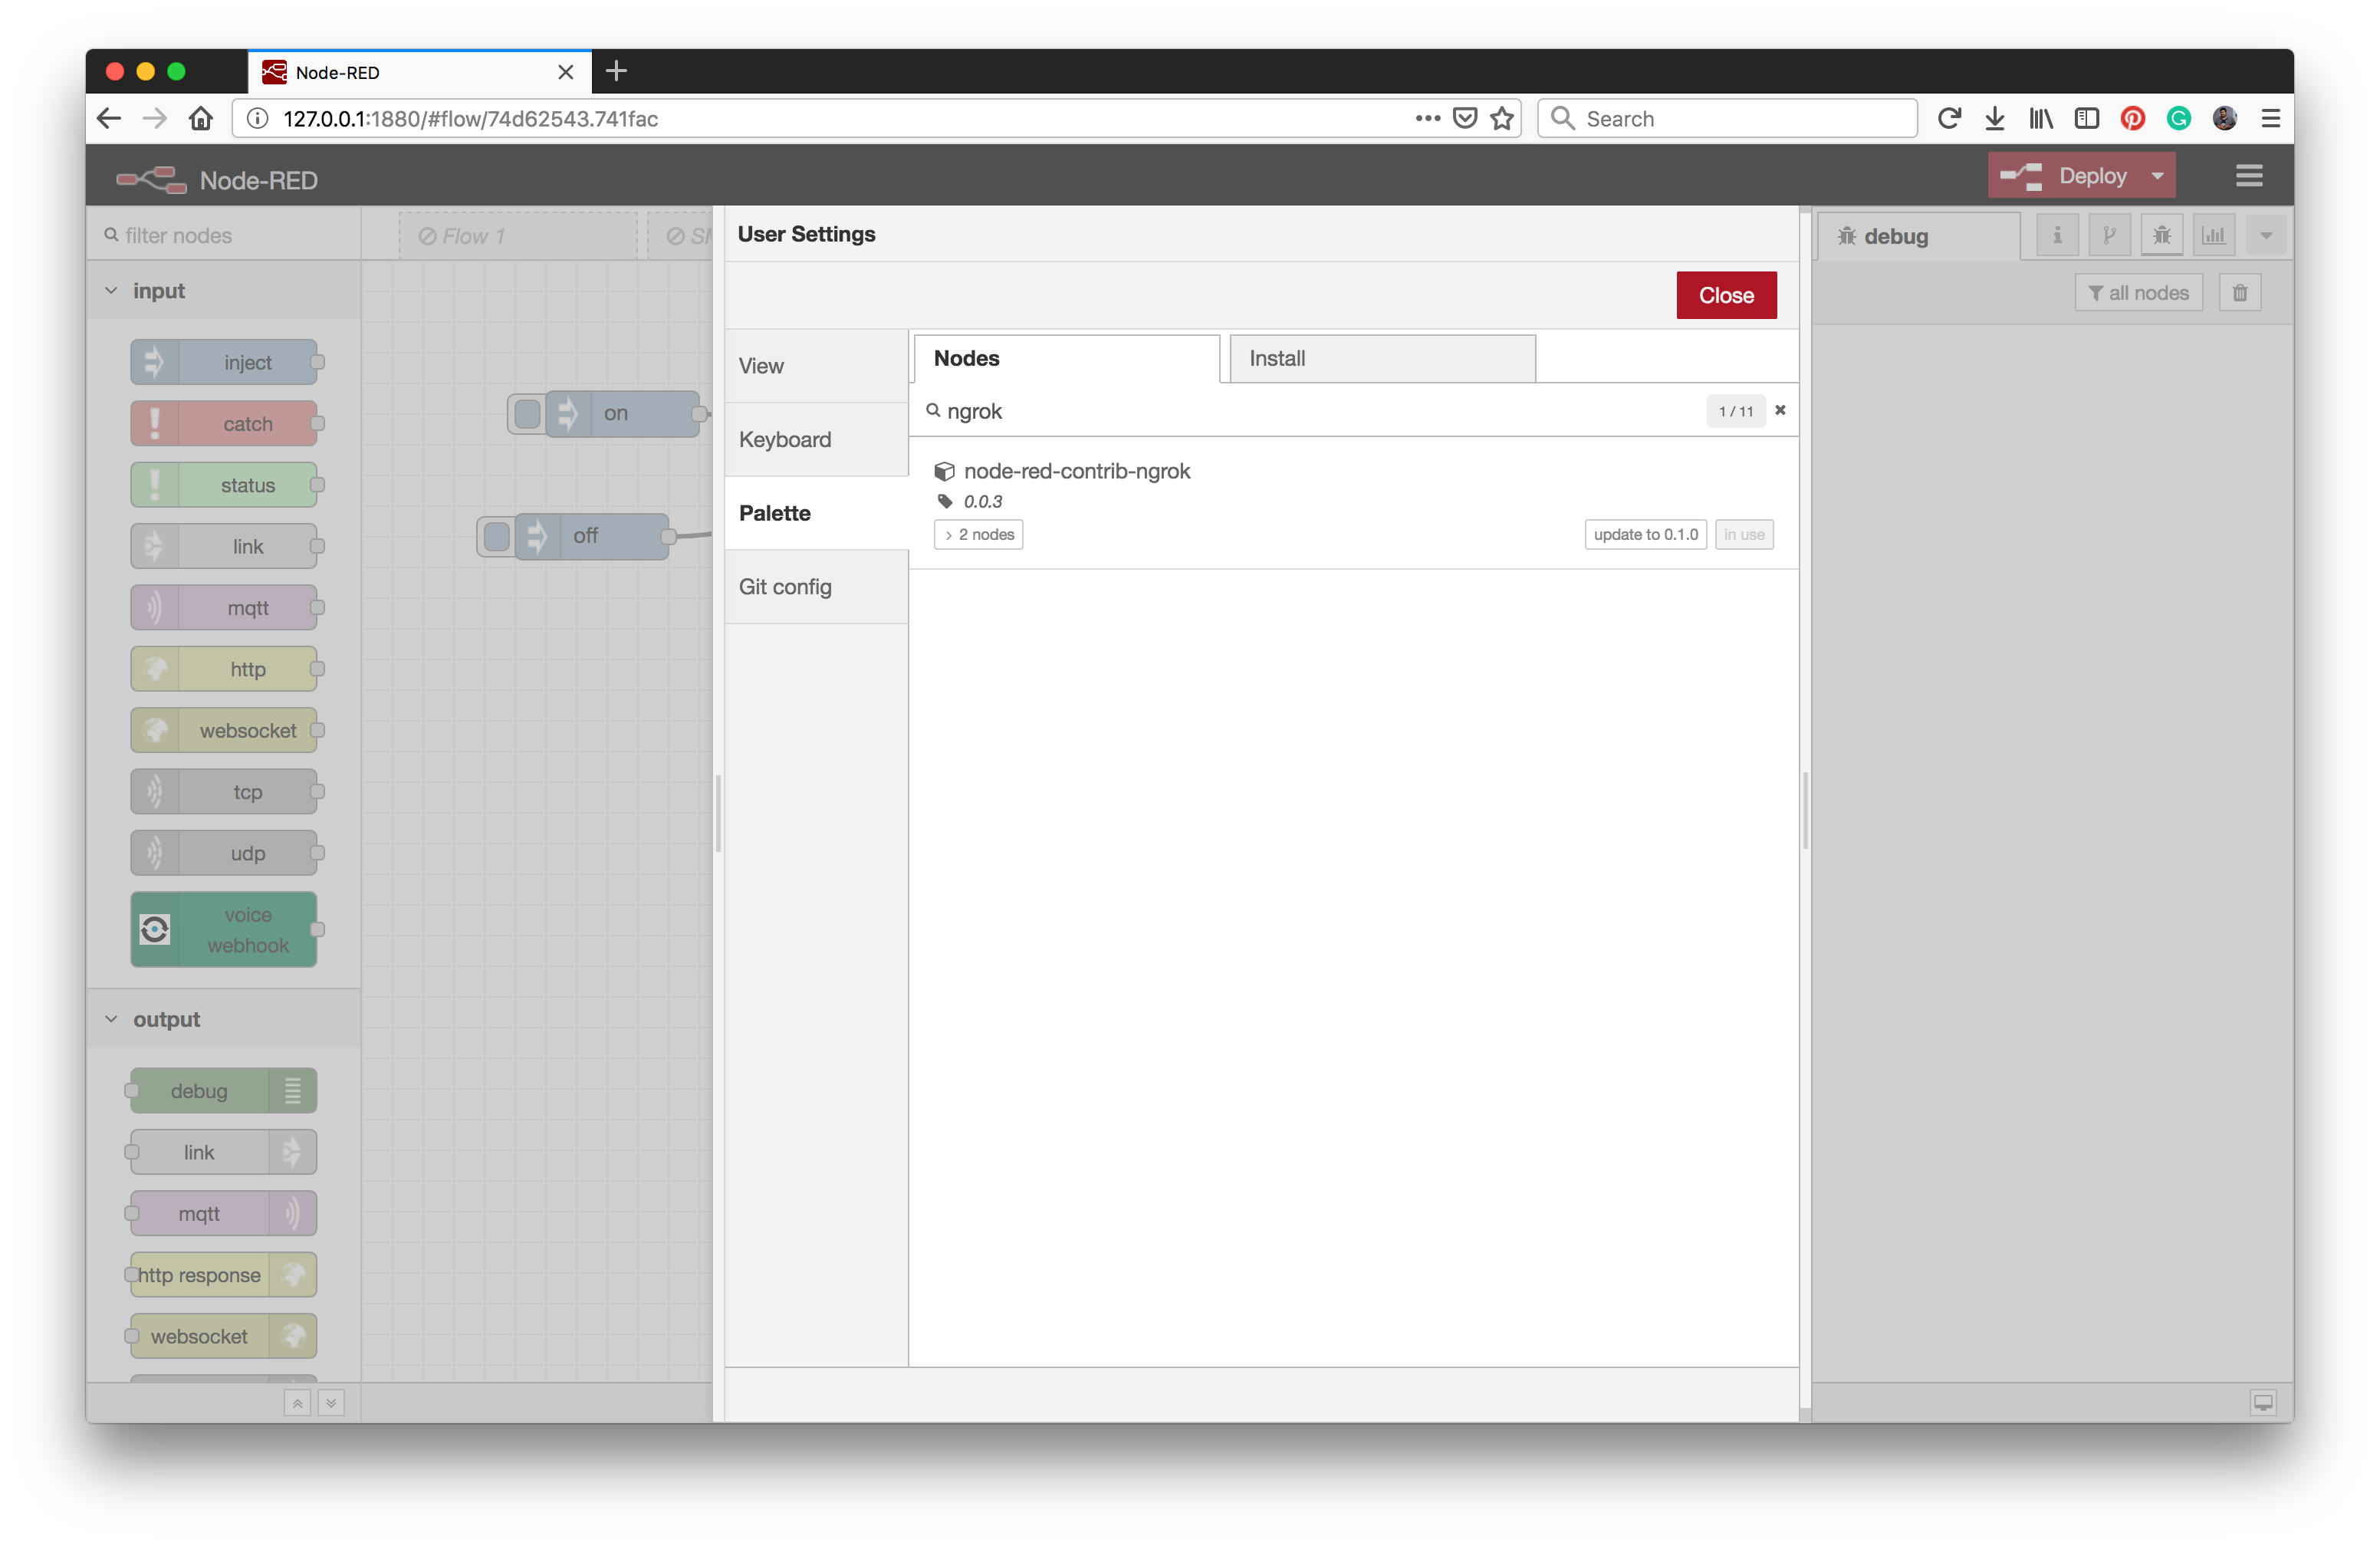 Node-RED
127.0.0.1:1880/#flow/74d62543.741fac
Search
Node-RED
Deploy
filter nodes
Flow 1
User Settings
debug
all nodes
Close
input
inject
catch
status
link
mqtt
http
websocket
tcp
udp
voice
webhook
output
debug
link
mqtt
http response
websocket
on
off
View
Keyboard
Palette
Git config
Nodes
Install
ngrok
1 / 11
node-red-contrib-ngrok
0.0.3
2 nodes
update to 0.1.0
in use